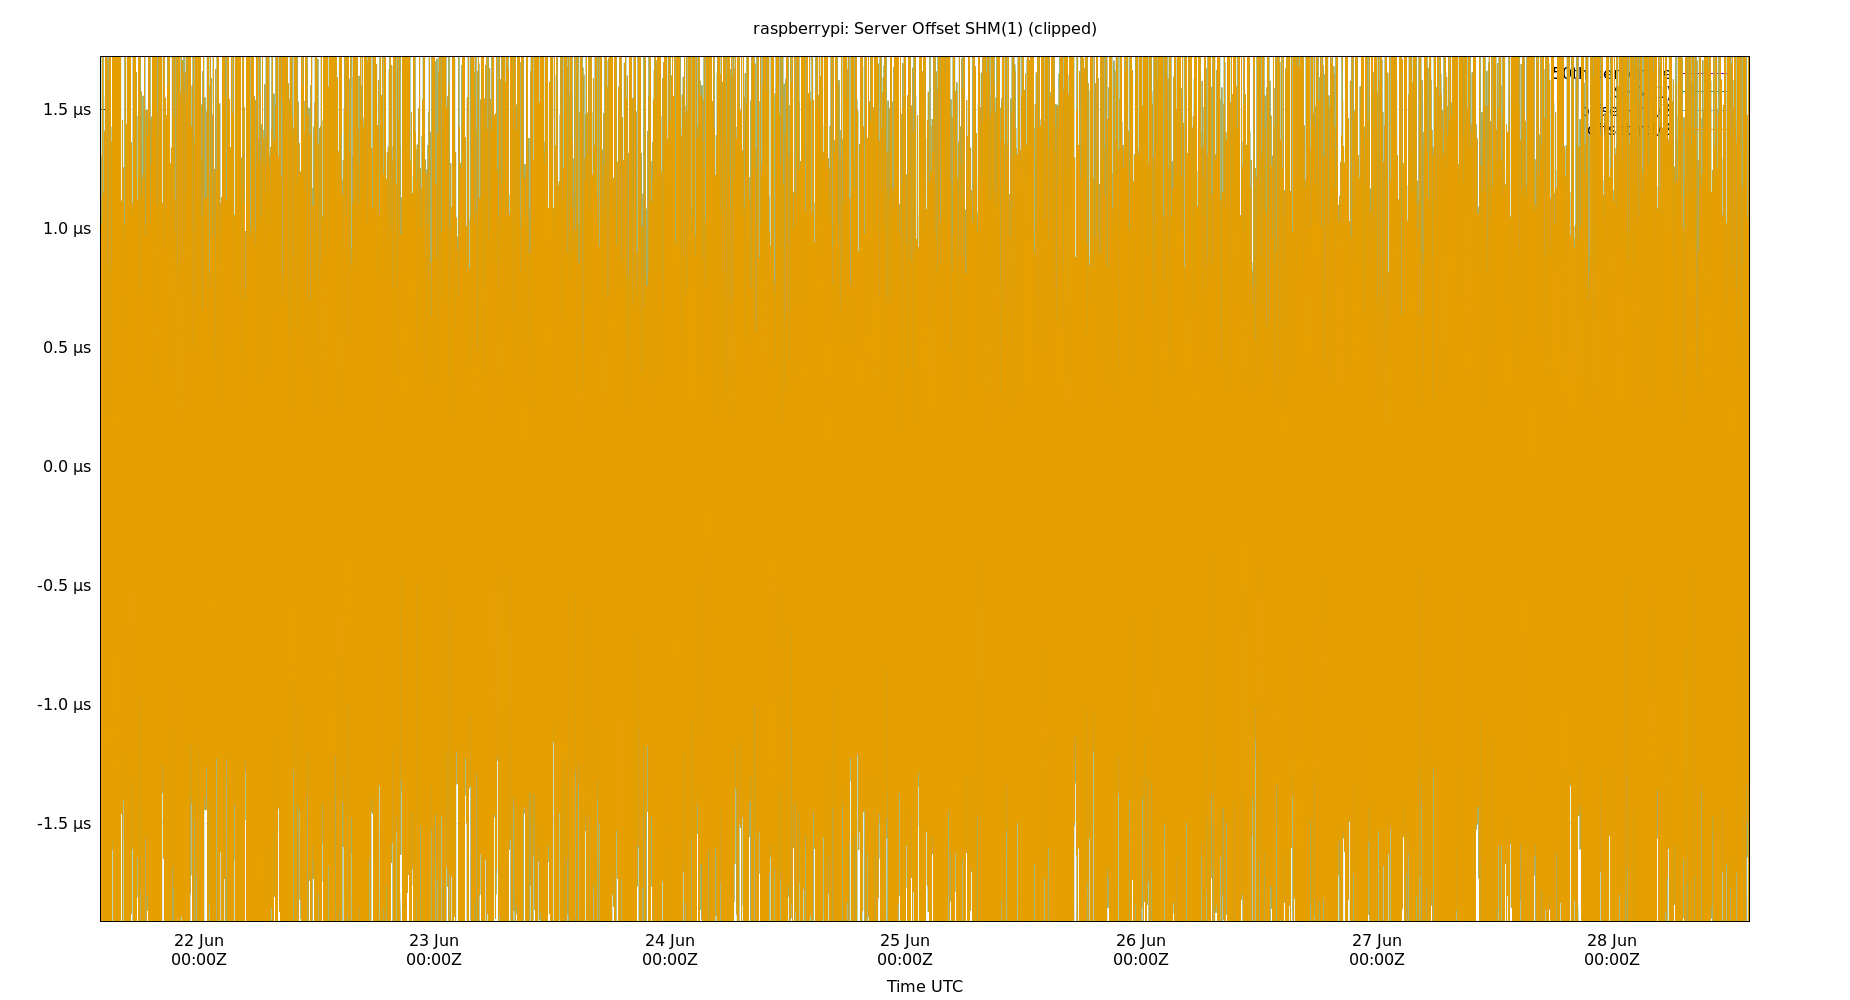 raspberrypi: Server Offset SHM(1) (clipped)
1.5 µs
1.0 µs
0.5 µs
0.0 µs
-0.5 µs
-1.0 µs
-1.5 µs
22 Jun 23 Jun 24 Jun 25 Jun 26 Jun 27 Jun 28 Jun
00:00Z 00:00Z 00:00Z 00:00Z 00:00Z 00:00Z 00:00Z
Time UTC